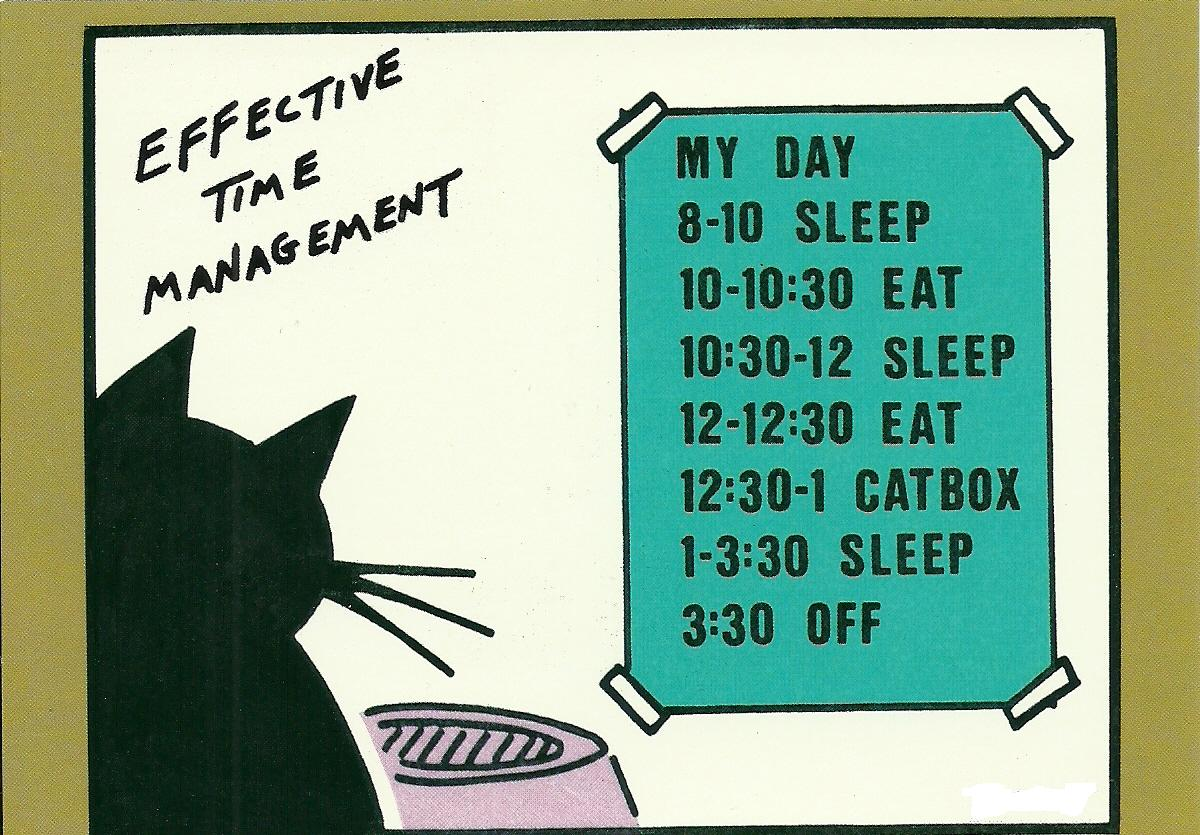 EFFECTIVE
TIME
MANAGEMENT
MY DAY
8-10 SLEEP
10-10:30 EAT
10:30-12 SLEEP
12-12:30 EAT
12:30-1 CATBOX
1-3:30 SLEEP
3:30 OFF